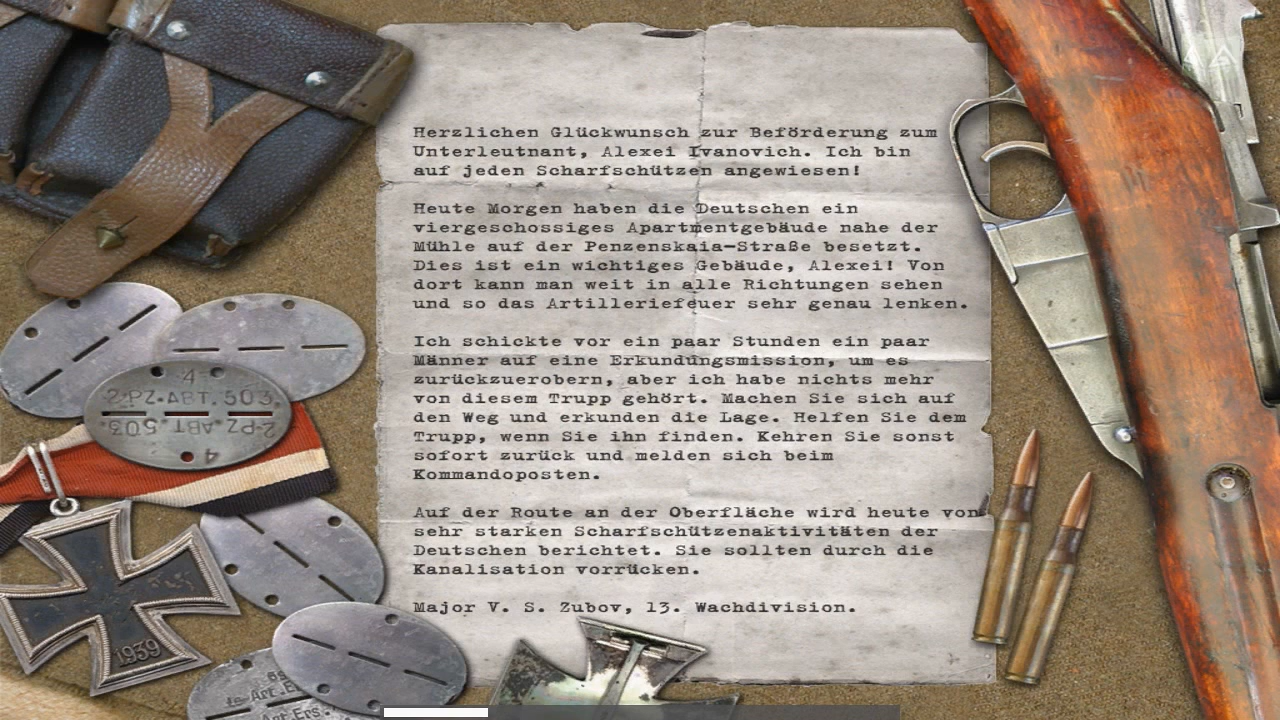 Herzlichen Glückwunsch zur Beförderung zum
Unterleutnant, Alexei Ivanovich. Ich bin
auf jeden Scharfschützen angewiesen!
Heute Morgen haben die Deutschen ein
viergeschossiges Apartmentgebäude nahe der
Mühle auf der Penzenskaia-Straße besetzt.
Dies ist ein wichtiges Gebäude, Alexei! Von
dort kann man weit in alle Richtungen sehen
und so das Artilleriefeuer sehr genau lenken.
Ich schickte vor ein paar Stunden ein paar
Männer auf eine Erkundungsmission, um es
zurückzuerobern, aber ich habe nichts mehr
von diesem Trupp gehört. Machen Sie sich auf
den Weg und erkunden die Lage. Helfen Sie dem
Trupp, wenn Sie ihn finden. Kehren Sie sonst
sofort zurück und melden sich beim
Kommandoposten.
Auf der Route an der Oberfläche wird heute von
sehr starken Scharfschützenaktivitäten der
Deutschen berichtet. Sie sollten durch die
Kanalisation vorrücken.
Major V. S. Zubov, 13. Wachdivision.
4
2·PZ·ABT.503.
2-PZ.ABT.503.
4
1939